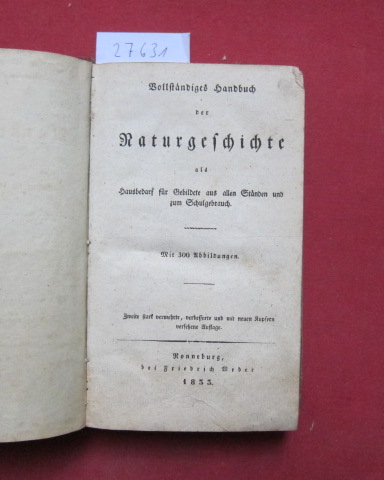 27631
Vollständiges Handbuch
der
Naturgeschichte
als
Hausbedarf für Gebildete aus allen Ständen und
zum Schulgebrauch.
Mit 300 Abbildungen.
Zweite stark vermehrte, verbesserte und mit neuen Kupfern
versehene Auflage.
Ronneburg,
bei Friedrich Weber
1833.